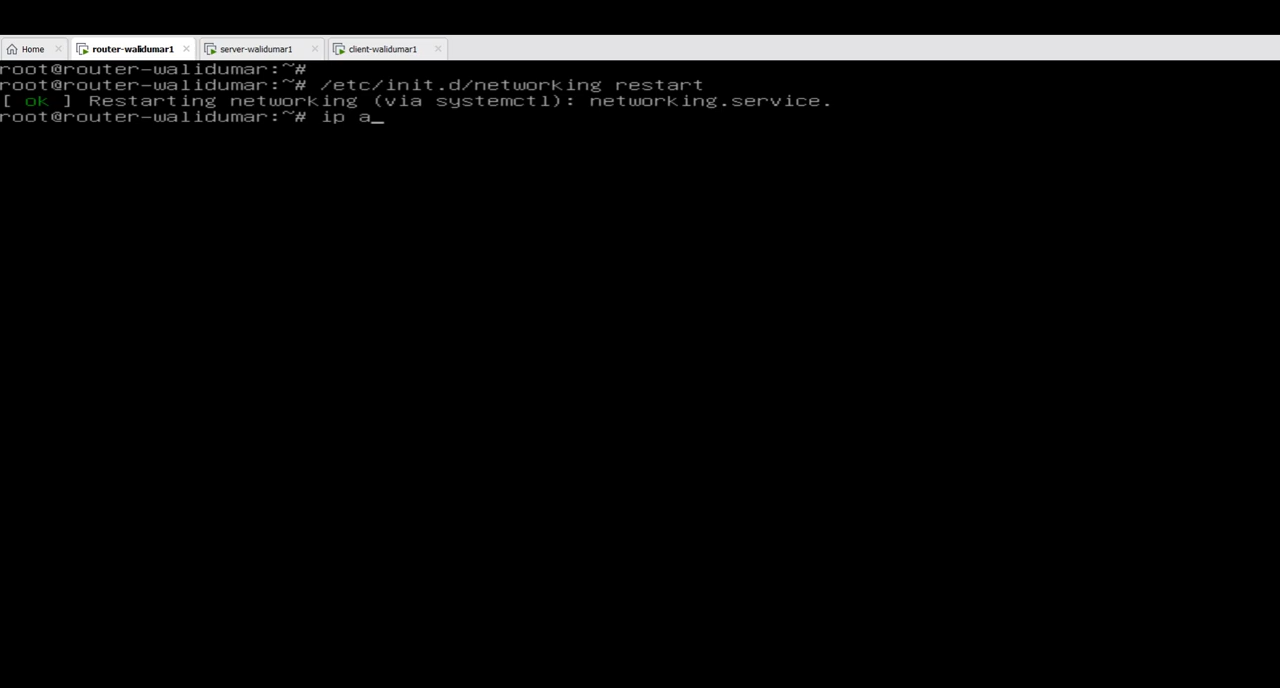 Home router-walidumar1 server-walidumar1 client-walidumar1
root@router-walidumar:~#
root@router-walidumar:~# /etc/init.d/networking restart
[ ok ] Restarting networking (via systemctl): networking.service.
root@router-walidumar:~# ip a_